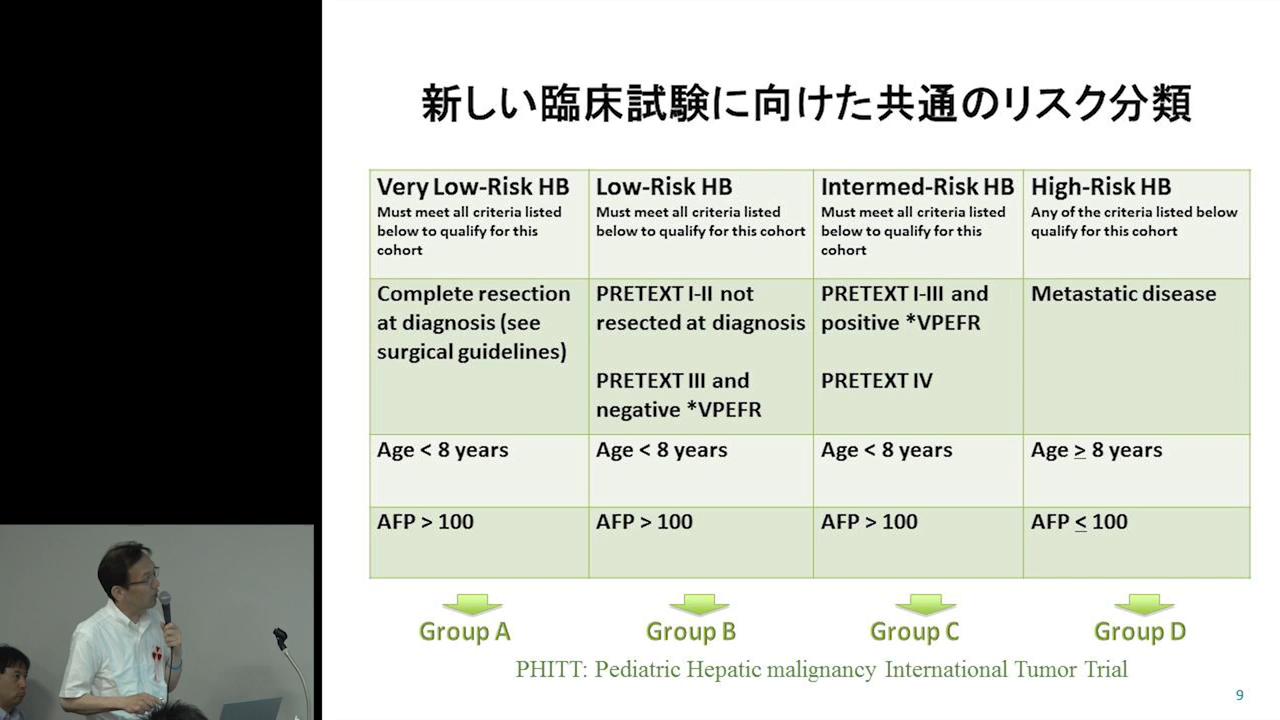 新しい臨床試験に向けた共通のリスク分類
Very Low-Risk HB
Must meet all criteria listed
below to qualify for this
cohort
Low-Risk HB
Must meet all criteria listed
below to qualify for this cohort
Intermed-Risk HB
Must meet all criteria listed
below to qualify for this
cohort
High-Risk HB
Any of the criteria listed below
qualify for this cohort
Complete resection
at diagnosis (see
surgical guidelines)
PRETEXT I-II not
resected at diagnosis
PRETEXT III and
negative *VPEFR
PRETEXT I-III and
positive *VPEFR
PRETEXT IV
Metastatic disease
Age < 8 years
Age < 8 years
Age < 8 years
Age ≥ 8 years
AFP > 100
AFP > 100
AFP > 100
AFP ≤ 100
Group A
Group B
Group C
Group D
PHITT: Pediatric Hepatic malignancy International Tumor Trial
9